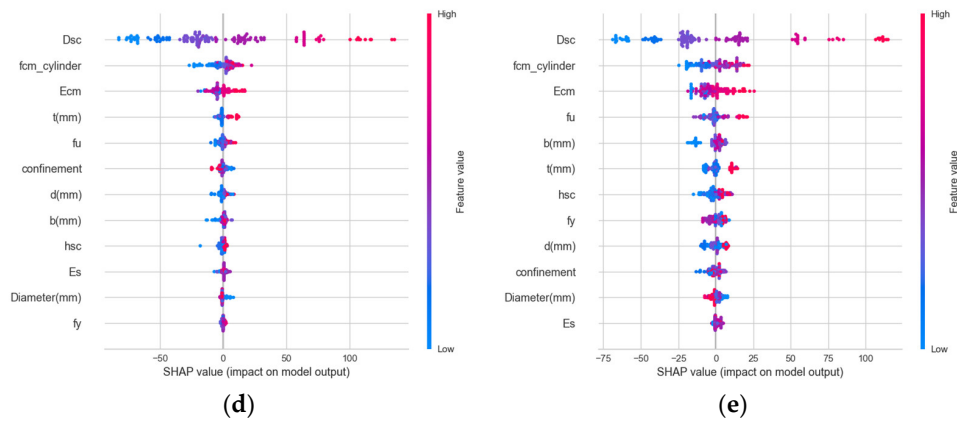 High
Dsc
fcm_cylinder
Ecm
t(mm)
fu
confinement
d(mm)
b(mm)
hsc
Es
Diameter(mm)
fy
Feature value
Low
−50
0
50
100
SHAP value (impact on model output)
(d)
High
Dsc
fcm_cylinder
Ecm
fu
b(mm)
t(mm)
hsc
fy
d(mm)
confinement
Diameter(mm)
Es
Feature value
Low
−75
−50
−25
0
25
50
75
100
SHAP value (impact on model output)
(e)